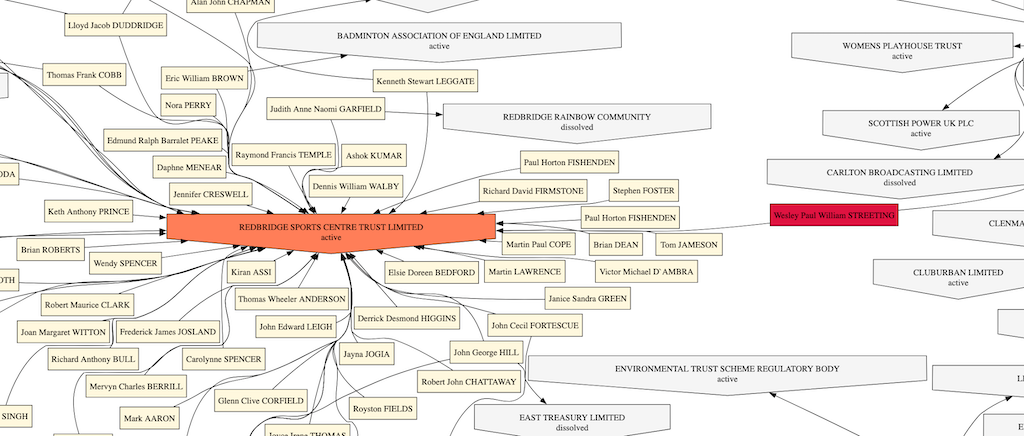 Alan John CHAPMAN
Lloyd Jacob DUDDRIDGE
BADMINTON ASSOCIATION OF ENGLAND LIMITED
active
WOMENS PLAYHOUSE TRUST
active
Thomas Frank COBB
Eric William BROWN
Kenneth Stewart LEGGATE
Nora PERRY
Judith Anne Naomi GARFIELD
REDBRIDGE RAINBOW COMMUNITY
dissolved
SCOTTISH POWER UK PLC
active
Edmund Ralph Barralet PEAKE
Raymond Francis TEMPLE
Ashok KUMAR
Daphne MENEAR
Paul Horton FISHENDEN
CARLTON BROADCASTING LIMITED
dissolved
ODA
Dennis William WALBY
Jennifer CRESWELL
Richard David FIRMSTONE
Stephen FOSTER
Keth Anthony PRINCE
Paul Horton FISHENDEN
Wesley Paul William STREETING
CLENMA
REDBRIDGE SPORTS CENTRE TRUST LIMITED
active
Brian ROBERTS
Martin Paul COPE
Brian DEAN
Tom JAMESON
Wendy SPENCER
Kiran ASSI
Elsie Doreen BEDFORD
Martin LAWRENCE
Victor Michael D`AMBRA
CLUBURBAN LIMITED
active
OTH
Robert Maurice CLARK
Thomas Wheeler ANDERSON
Janice Sandra GREEN
Joan Margaret WITTON
Frederick James JOSLAND
John Edward LEIGH
Derrick Desmond HIGGINS
John Cecil FORTESCUE
Richard Anthony BULL
Carolynne SPENCER
Jayna JOGIA
John George HILL
ENVIRONMENTAL TRUST SCHEME REGULATORY BODY
active
Mervyn Charles BERRILL
Robert John CHATTAWAY
Glenn Clive CORFIELD
Royston FIELDS
SINGH
Mark AARON
EAST TREASURY LIMITED
dissolved
Joyce Irene THOMAS